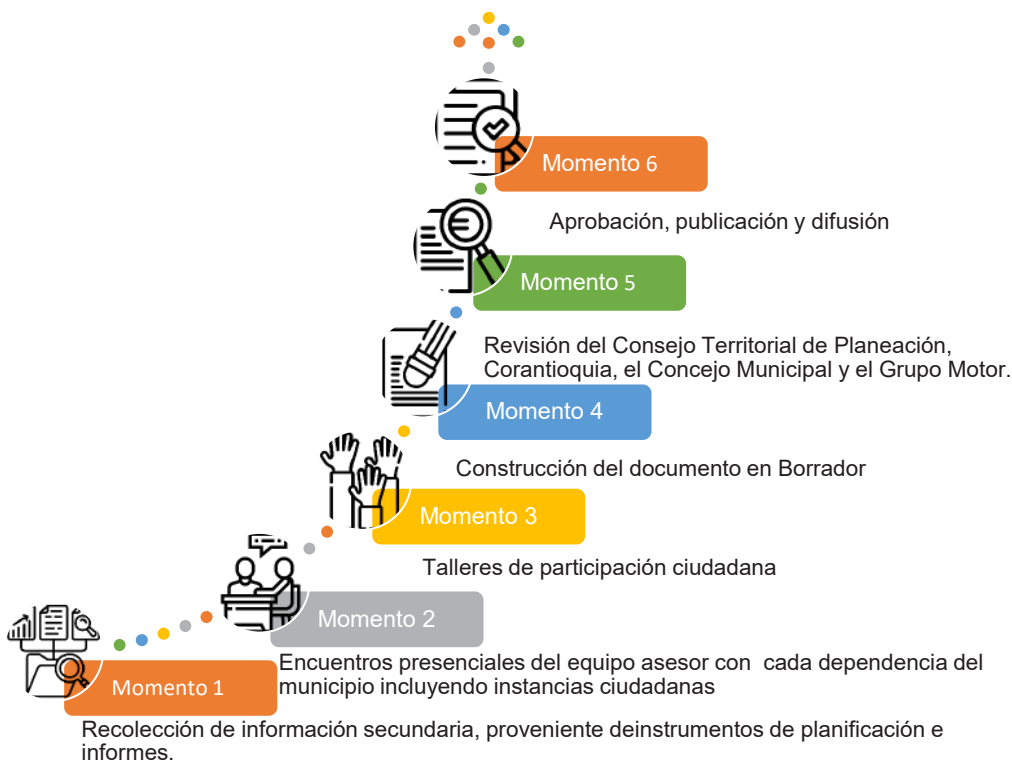 Momento 6
Aprobación, publicación y difusión
Momento 5
Revisión del Consejo Territorial de Planeación,
Corantioquia, el Concejo Municipal y el Grupo Motor.
Momento 4
Construcción del documento en Borrador
Momento 3
Talleres de participación ciudadana
Momento 2
Encuentros presenciales del equipo asesor con  cada dependencia del
municipio incluyendo instancias ciudadanas
Momento 1
Recolección de información secundaria, proveniente deinstrumentos de planificación e
informes.